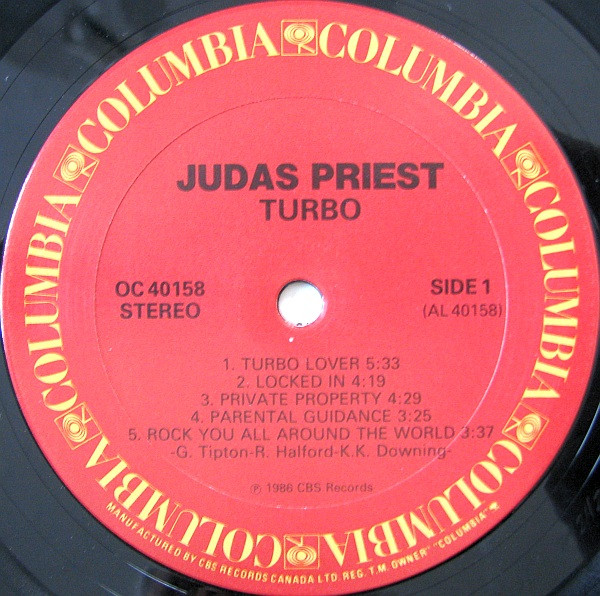 COLUMBIA COLUMBIA COLUMBIA COLUMBIA COLUMBIA COLUMBIA COLUMBIA
JUDAS PRIEST
TURBO
OC 40158
STEREO
SIDE 1
(AL 40158)
1. TURBO LOVER 5:33
2. LOCKED IN 4:19
3. PRIVATE PROPERTY 4:29
4. PARENTAL GUIDANCE 3:25
5. ROCK YOU ALL AROUND THE WORLD 3:37
-G. Tipton-R. Halford-K.K. Downing-
℗ 1986 CBS Records
MANUFACTURED BY CBS RECORDS CANADA LTD. REG. T.M. OWNER "COLUMBIA",